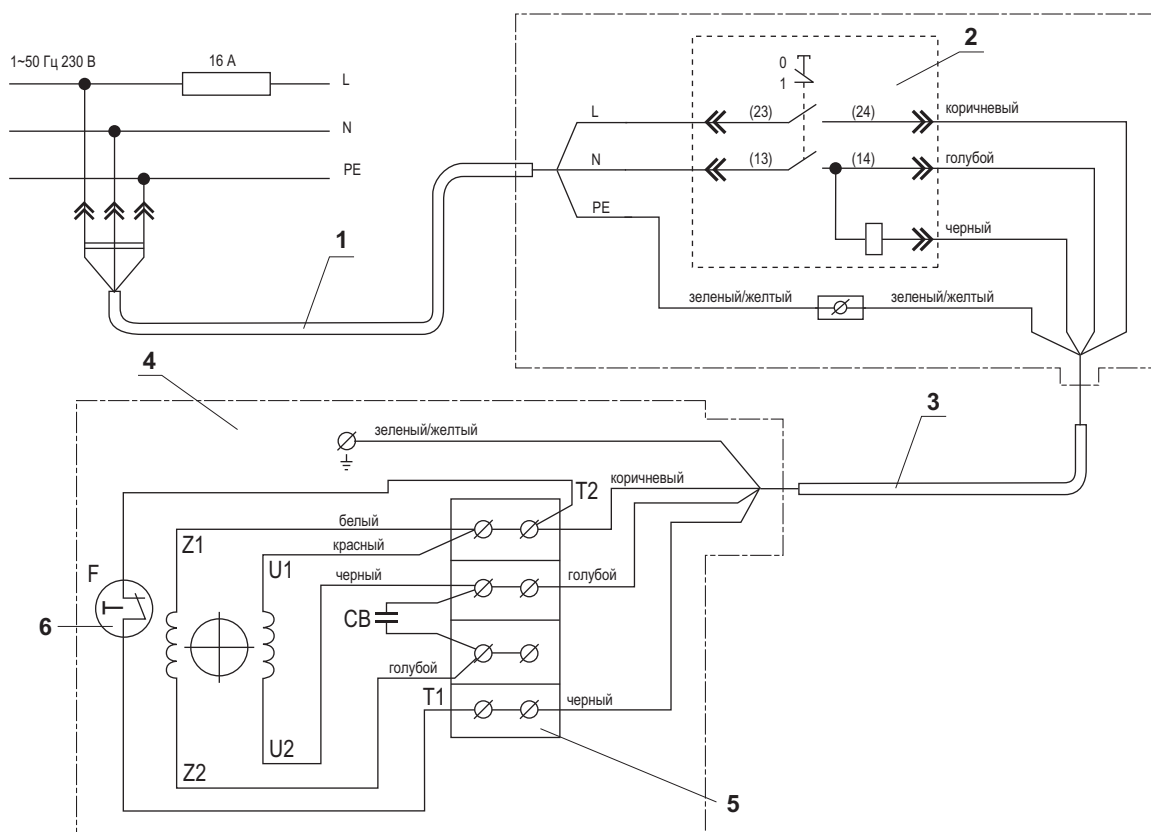 1~50 Гц 230 В
16 А
L
N
PE
1
2
0
1
L
(23)
(24)
коричневый
N
(13)
(14)
голубой
PE
черный
зеленый/желтый
зеленый/желтый
3
4
зеленый/желтый
коричневый
T2
белый
Z1
красный
U1
F
черный
голубой
CB
6
голубой
T1
черный
U2
Z2
5